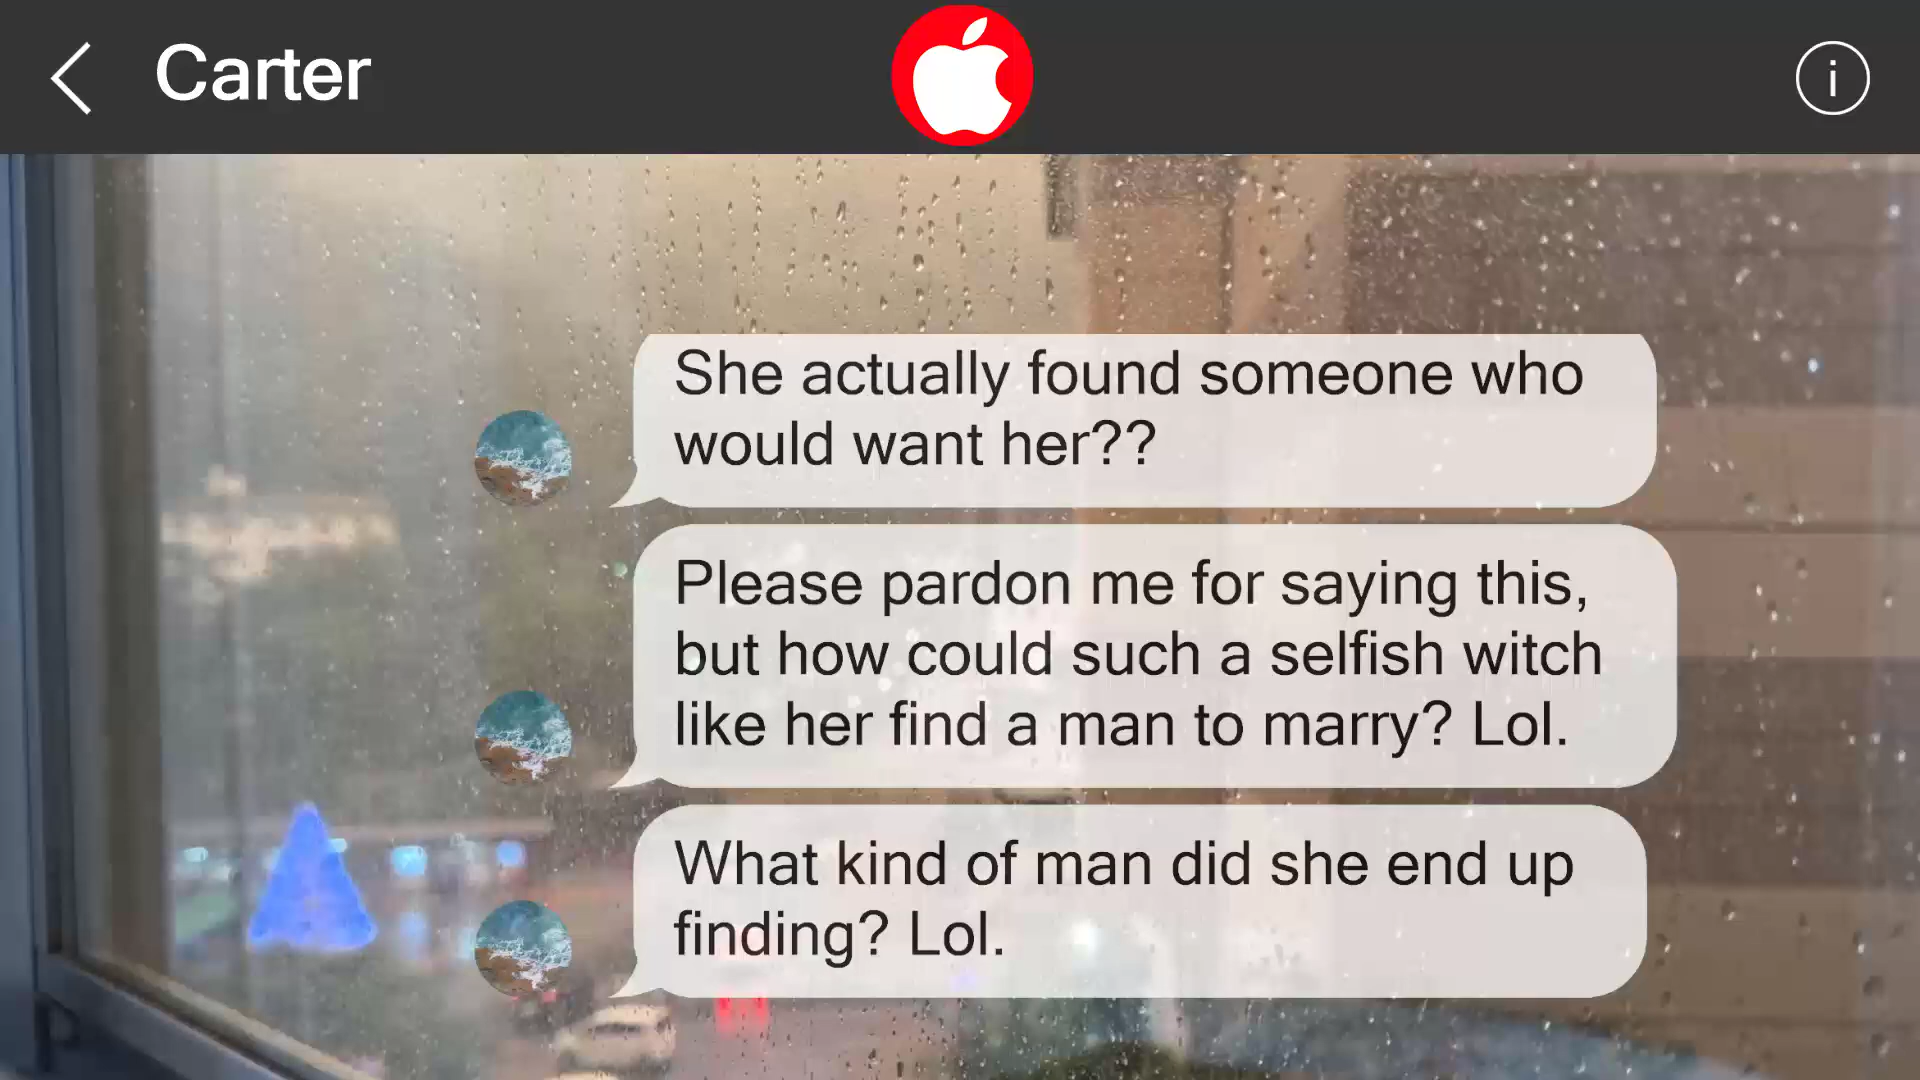 Carter
i
She actually found someone who
would want her??
Please pardon me for saying this,
but how could such a selfish witch
like her find a man to marry? Lol.
What kind of man did she end up
finding? Lol.